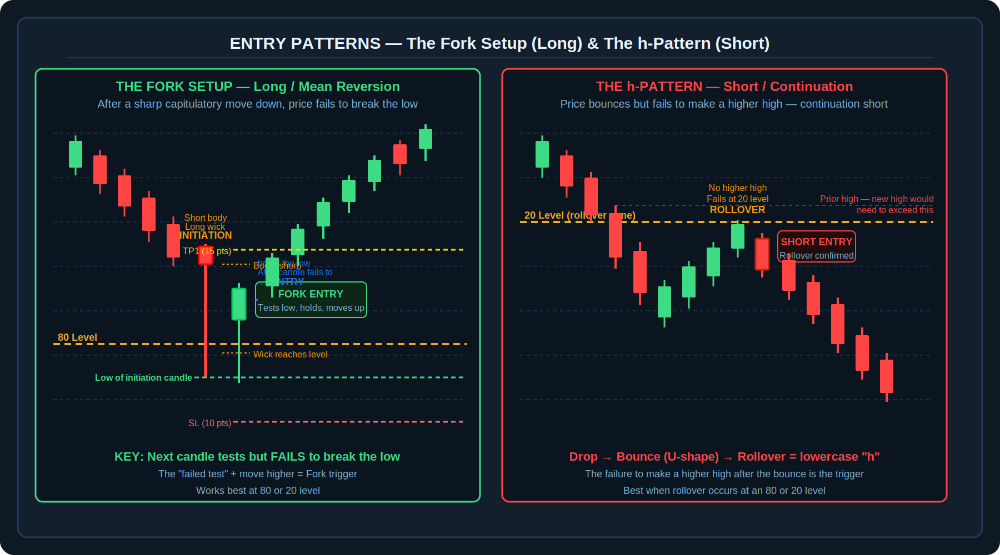 ENTRY PATTERNS — The Fork Setup (Long) & The h-Pattern (Short)
THE FORK SETUP — Long / Mean Reversion
After a sharp capitulatory move down, price fails to break the low
Short body
Long wick
INITIATION
TP1 (15 pts)
short)
the low
candle fails to
FORK ENTRY
Tests low, holds, moves up
80 Level
Wick reaches level
Low of initiation candle
SL (10 pts)
KEY: Next candle tests but FAILS to break the low
The "failed test" + move higher = Fork trigger
Works best at 80 or 20 level
THE h-PATTERN — Short / Continuation
Price bounces but fails to make a higher high — continuation short
No higher high
Fails at 20 level
ROLLOVER
Prior high — new high would
need to exceed this
20 Level (rollover zone)
SHORT ENTRY
Rollover confirmed
Drop → Bounce (U-shape) → Rollover = lowercase "h"
The failure to make a higher high after the bounce is the trigger
Best when rollover occurs at an 80 or 20 level